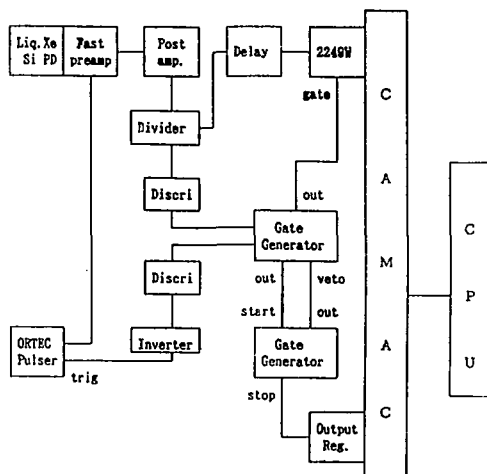 Liq.Xe
Si PD
Fast
preamp
Post
amp.
Delay
2249W
gate
Divider
Discri
out
Gate
Generator
Discri
out
veto
start
out
ORTEC
Pulser
trig
Inverter
Gate
Generator
stop
Output
Reg.
C
A
M
A
C
C
P
U